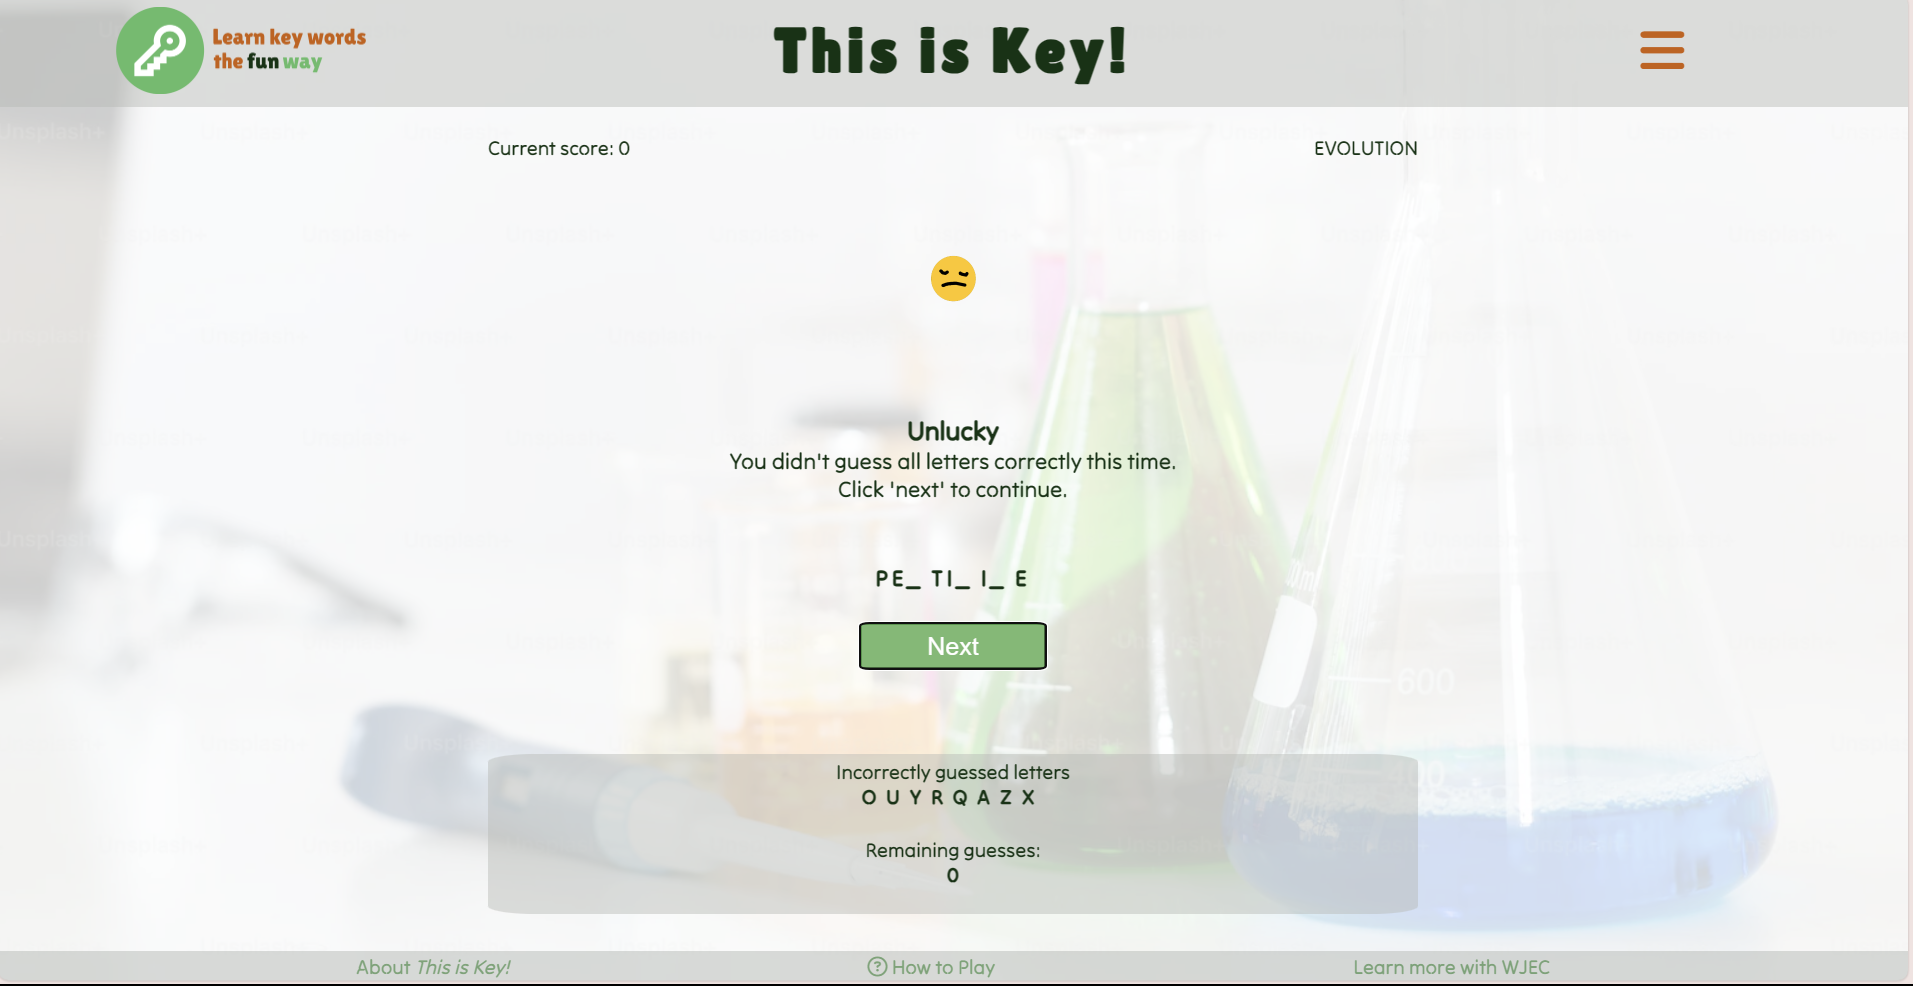 Learn key words
the fun way
This is Key!
Current score: 0
EVOLUTION
Unlucky
You didn't guess all letters correctly this time.
Click 'next' to continue.
PE_ TI_ I_ E
Next
Incorrectly guessed letters
O U Y R Q A Z X
Remaining guesses:
0
About This is Key!
How to Play
Learn more with WJEC
Unsplash+
600